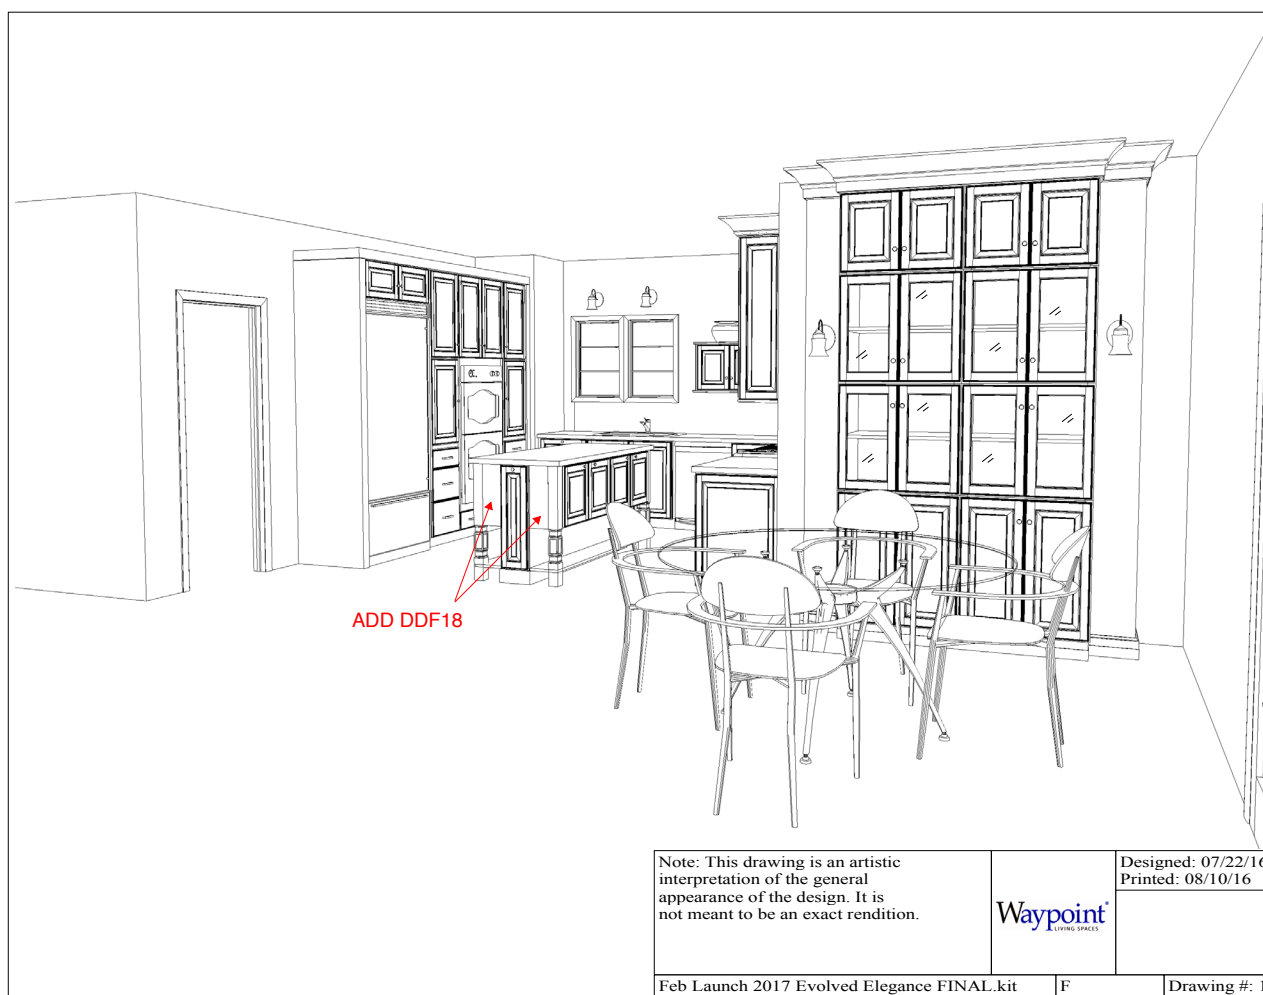 ADD DDF18
Note: This drawing is an artistic
interpretation of the general
appearance of the design. It is
not meant to be an exact rendition.
Waypoint
LIVING SPACES
Designed: 07/22/16
Printed: 08/10/16
Feb Launch 2017 Evolved Elegance FINAL.kit
F
Drawing #: